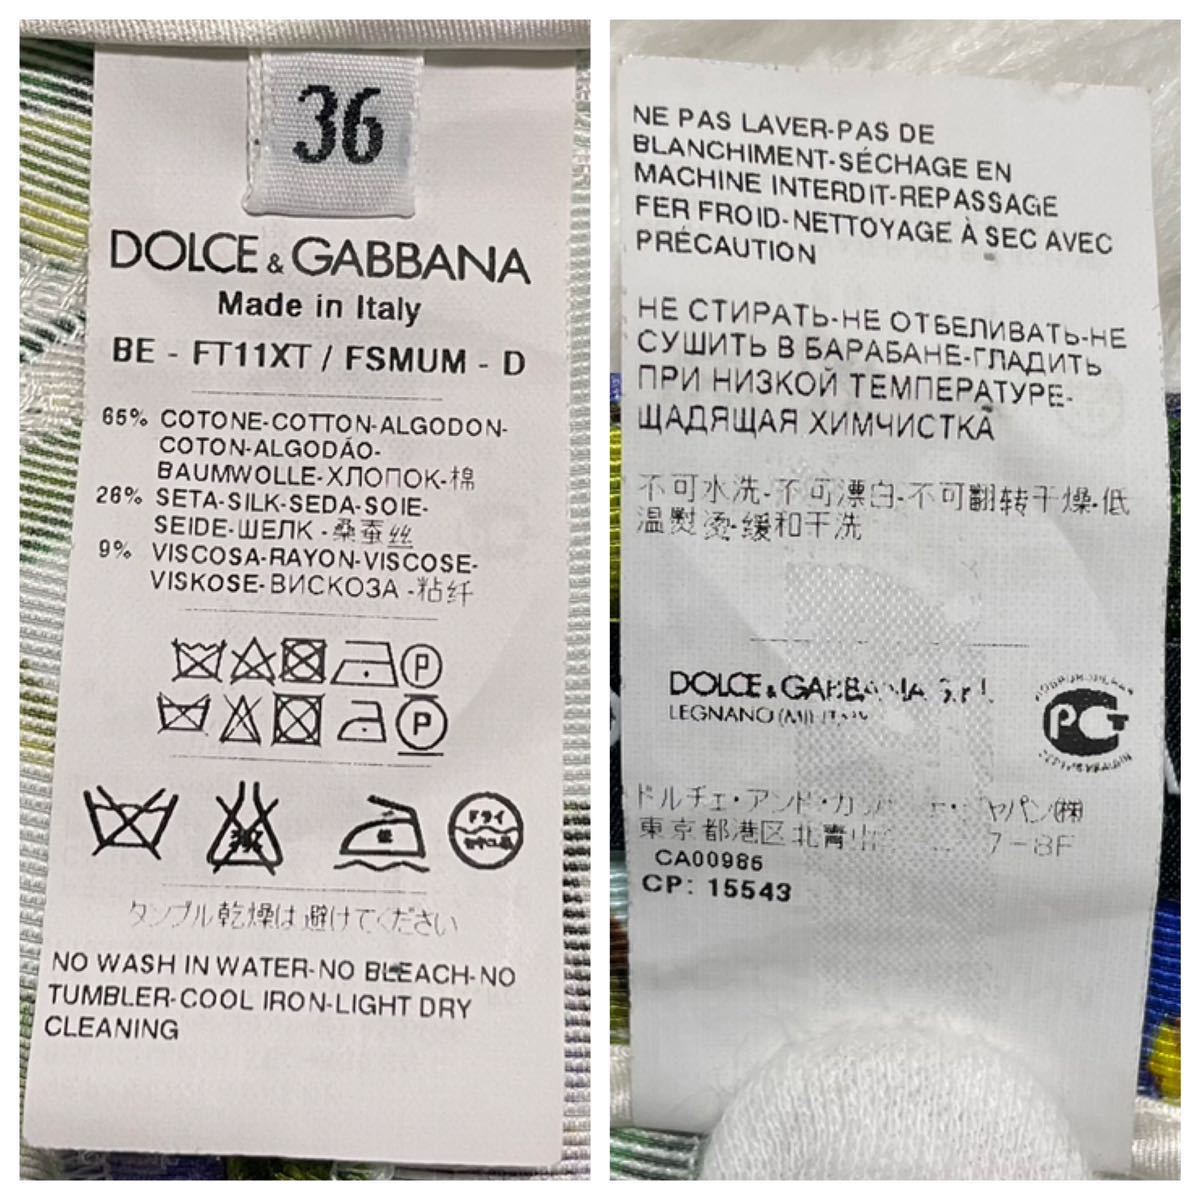 36
DOLCE & GABBANA
Made in Italy
BE - FT11XT / FSMUM - D
65% COTONE-COTTON-ALGODON-
COTON-ALGODÃO-
BAUMWOLLE-ХЛОПОК-棉
26% SETA-SILK-SEDA-SOIE-
SEIDE-ШЕЛК-桑蚕丝
9% VISCOSA-RAYON-VISCOSE-
VISKOSE-ВИСКОЗА-粘纤
P
P
低
ドライ
タンブル乾燥は避けてください
NO WASH IN WATER-NO BLEACH-NO
TUMBLER-COOL IRON-LIGHT DRY
CLEANING
NE PAS LAVER-PAS DE
BLANCHIMENT-SÉCHAGE EN
MACHINE INTERDIT-REPASSAGE
FER FROID-NETTOYAGE À SEC AVEC
PRÉCAUTION
НЕ СТИРАТЬ-НЕ ОТБЕЛИВАТЬ-НЕ
СУШИТЬ В БАРАБАНЕ-ГЛАДИТЬ
ПРИ НИЗКОЙ ТЕМПЕРАТУРЕ-
ЩАДЯЩАЯ ХИМЧИСТКА
不可水洗-不可漂白-不可翻转干燥-低
温熨烫-缓和干洗
DOLCE & GABBANA S.r.l.
LEGNANO
ドルチェ・アンド・
東京都港区北青山
CA00986
CP: 15543